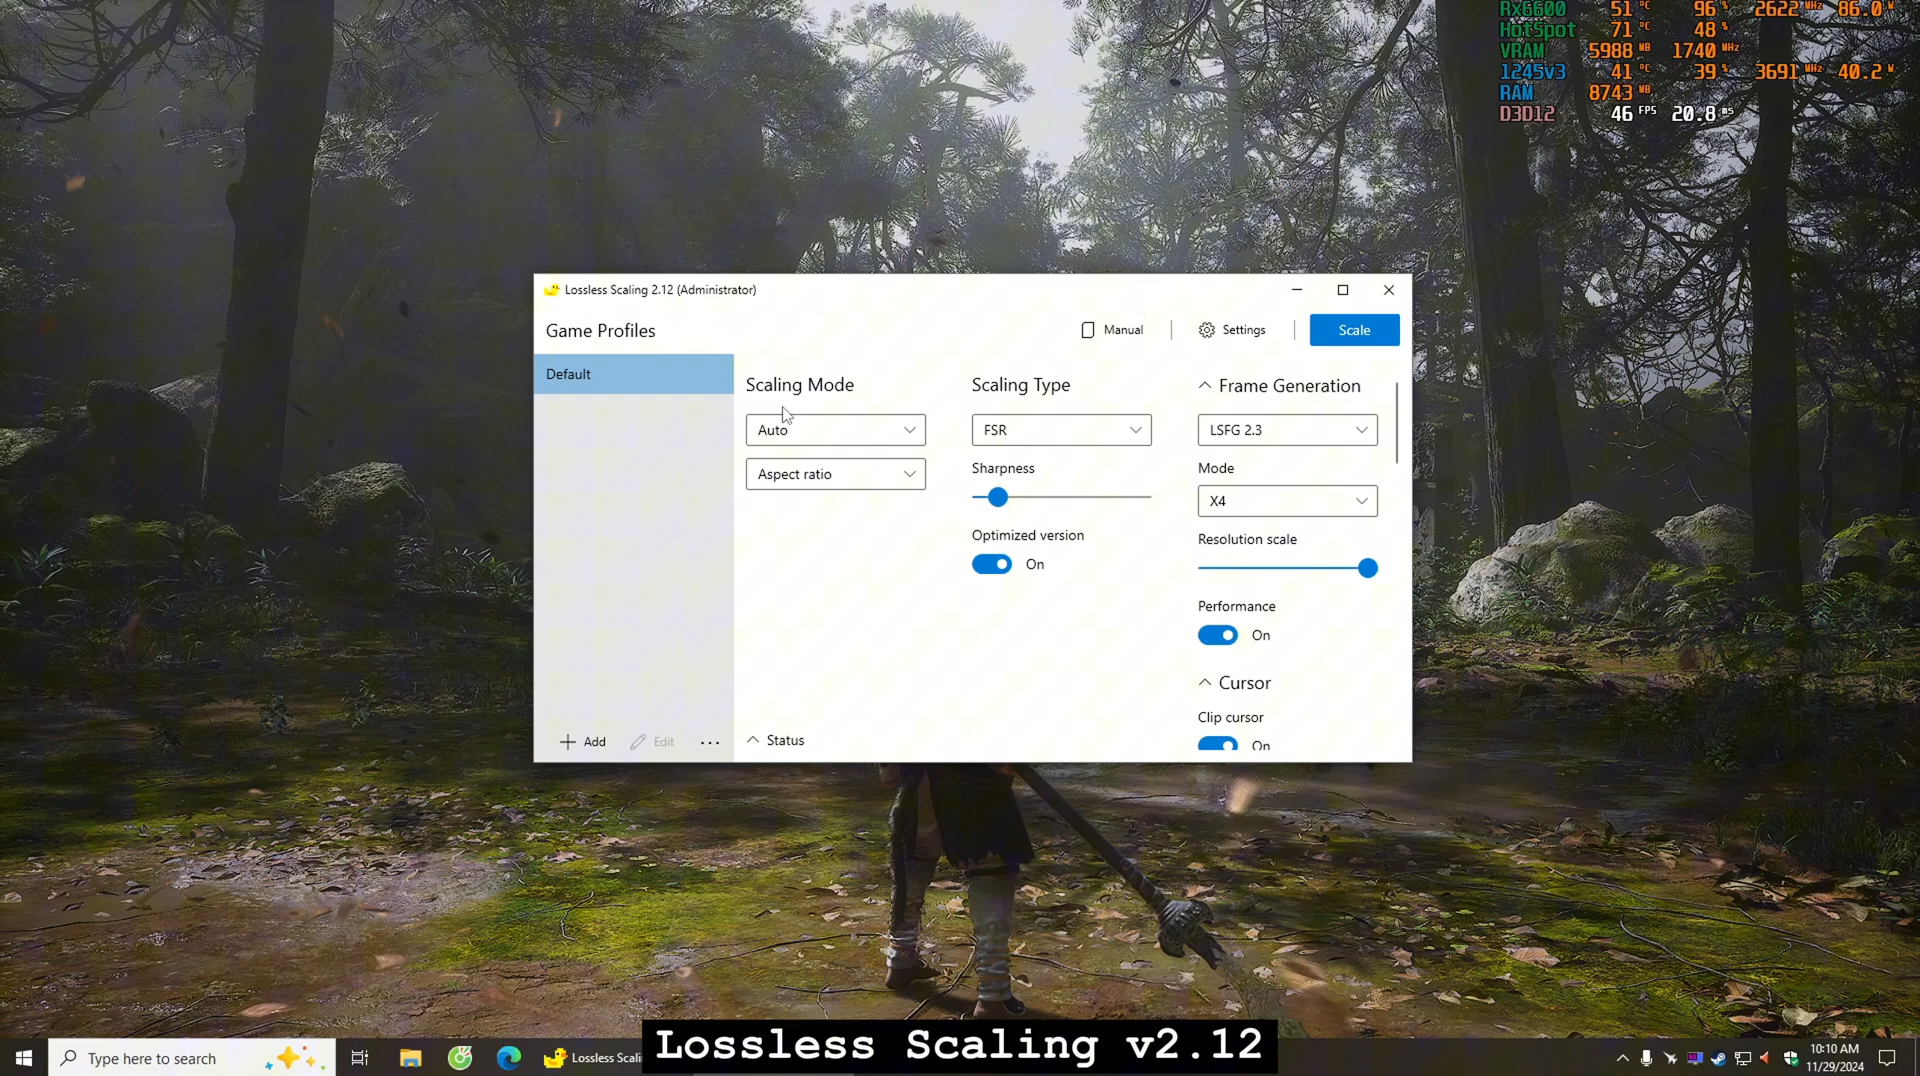 Rx6600 51 °C 96 % 2622 MHz 86.0 W
HotSpot 71 °C 48 %
VRAM 5988 MB 1740 MHz
1245v3 41 °C 39 % 3691 MHz 40.2 W
RAM 8743 MB
D3D12 46 FPS 20.8 ms
Lossless Scaling 2.12 (Administrator)
Game Profiles
Manual
Settings
Scale
Default
Scaling Mode
Auto
Aspect ratio
Scaling Type
FSR
Sharpness
Optimized version
On
Frame Generation
LSFG 2.3
Mode
X4
Resolution scale
Performance
On
Cursor
Clip cursor
On
Add
Edit
Status
Type here to search
Lossless Scali
Lossless Scaling v2.12
10:10 AM
11/29/2024